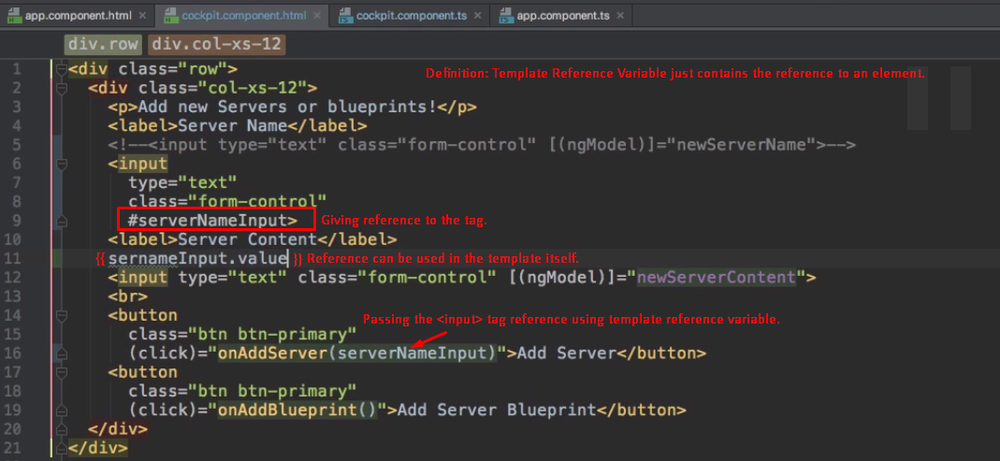 app.component.html × cockpit.component.html × cockpit.component.ts × app.component.ts ×
div.row div.col-xs-12
1 <div class="row"> Definition: Template Reference Variable just contains the reference to an element.
2 <div class="col-xs-12">
3 <p>Add new Servers or blueprints!</p>
4 <label>Server Name</label>
5 <!--<input type="text" class="form-control" [(ngModel)]="newServerName">-->
6 <input
7 type="text"
8 class="form-control"
9 #serverNameInput> Giving reference to the tag.
10 <label>Server Content</label>
11 {{ sernameInput.value }} Reference can be used in the template itself.
12 <input type="text" class="form-control" [(ngModel)]="newServerContent">
13 <br>
14 <button Passing the <input> tag reference using template reference variable.
15 class="btn btn-primary"
16 (click)="onAddServer(serverNameInput)">Add Server</button>
17 <button
18 class="btn btn-primary"
19 (click)="onAddBlueprint()">Add Server Blueprint</button>
20 </div>
21 </div>